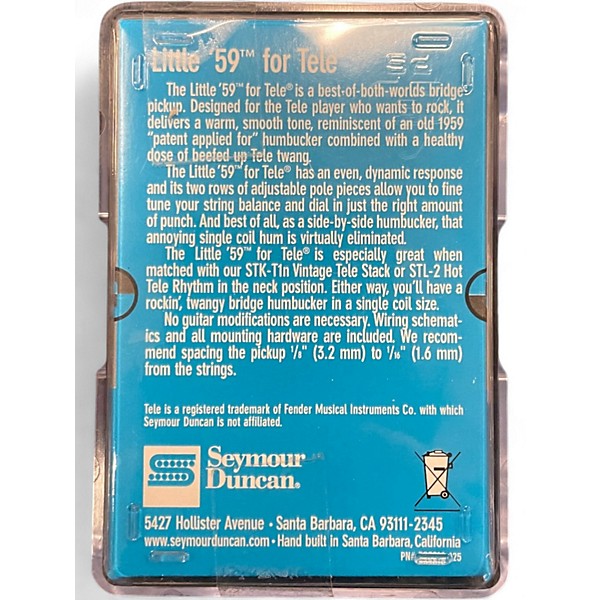 Little '59™ for Tele
The Little '59™ for Tele® is a best-of-both-worlds bridge
pickup. Designed for the Tele player who wants to rock, it
delivers a warm, smooth tone, reminiscent of an old 1959
"patent applied for" humbucker combined with a healthy
dose of beefed up Tele twang.
The Little '59™ for Tele® has an even, dynamic response
and its two rows of adjustable pole pieces allow you to fine
tune your string balance and dial in just the right amount
of punch. And best of all, as a side-by-side humbucker, that
annoying single coil hum is virtually eliminated.
The Little '59™ for Tele® is especially great when
matched with our STK-T1n Vintage Tele Stack or STL-2 Hot
Tele Rhythm in the neck position. Either way, you'll have a
rockin', twangy bridge humbucker in a single coil size.
No guitar modifications are necessary. Wiring schemat-
ics and all mounting hardware are included. We recom-
mend spacing the pickup 1/8" (3.2 mm) to 1/16" (1.6 mm)
from the strings.
Tele is a registered trademark of Fender Musical Instruments Co. with which
Seymour Duncan is not affiliated.
Seymour
Duncan®
5427 Hollister Avenue • Santa Barbara, CA 93111-2345
www.seymourduncan.com • Hand built in Santa Barbara, California